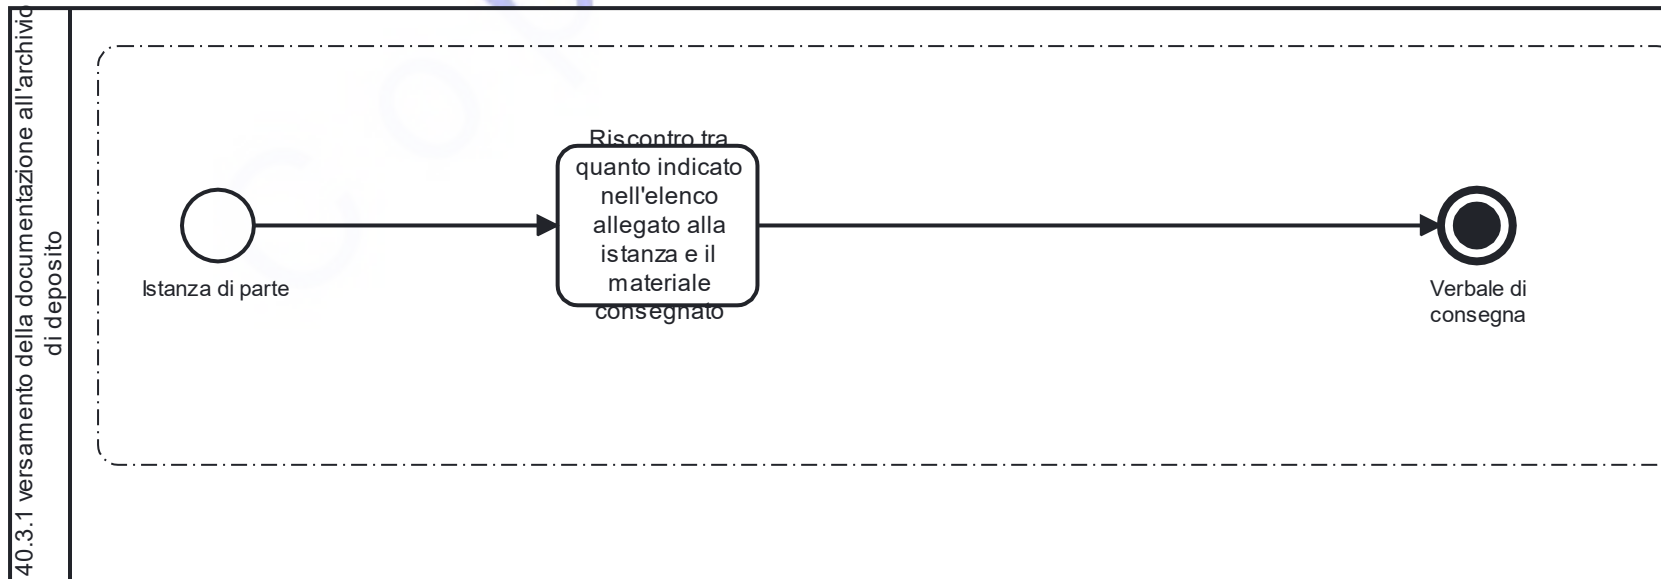 40.3.1 versamento della documentazione all'archivio
di deposito
Istanza di parte
Riscontro tra
quanto indicato
nell'elenco
allegato alla
istanza e il
materiale
consegnato
Verbale di
consegna